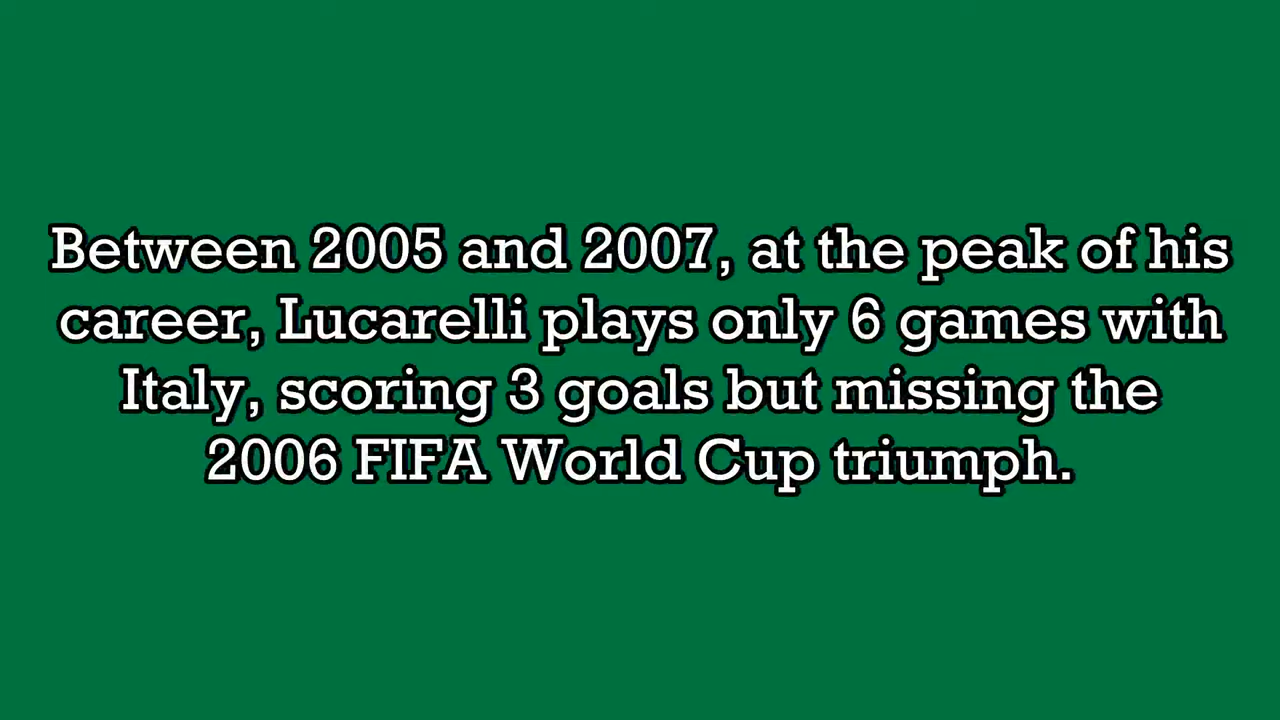 Between 2005 and 2007, at the peak of his
career, Lucarelli plays only 6 games with
Italy, scoring 3 goals but missing the
2006 FIFA World Cup triumph.